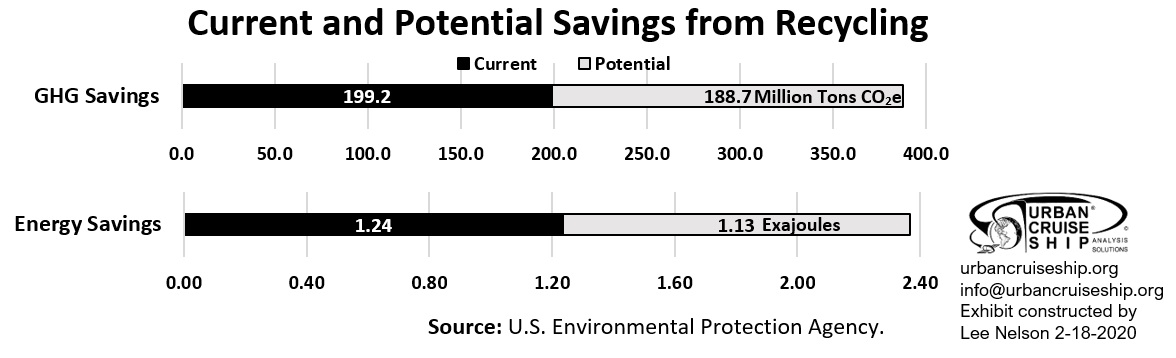 Current and Potential Savings from Recycling
Current Potential
GHG Savings 199.2 188.7 Million Tons CO₂e
0.0 50.0 100.0 150.0 200.0 250.0 300.0 350.0 400.0
Energy Savings 1.24 1.13 Exajoules
0.00 0.40 0.80 1.20 1.60 2.00 2.40
Source: U.S. Environmental Protection Agency.
URBAN®
CRUISE
SHIP ©
ANALYSIS
SOLUTIONS
urbancruiseship.org
info@urbancruiseship.org
Exhibit constructed by
Lee Nelson 2-18-2020